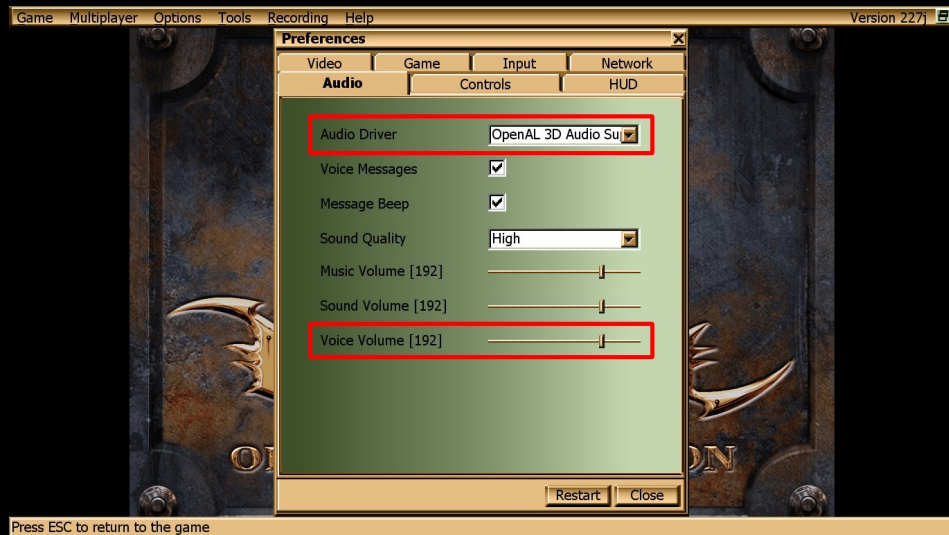 Game Multiplayer Options Tools Recording Help Version 227j
Preferences
Video Game Input Network
Audio Controls HUD
Audio Driver OpenAL 3D Audio Su
Voice Messages
Message Beep
Sound Quality High
Music Volume [192]
Sound Volume [192]
Voice Volume [192]
Restart Close
Press ESC to return to the game